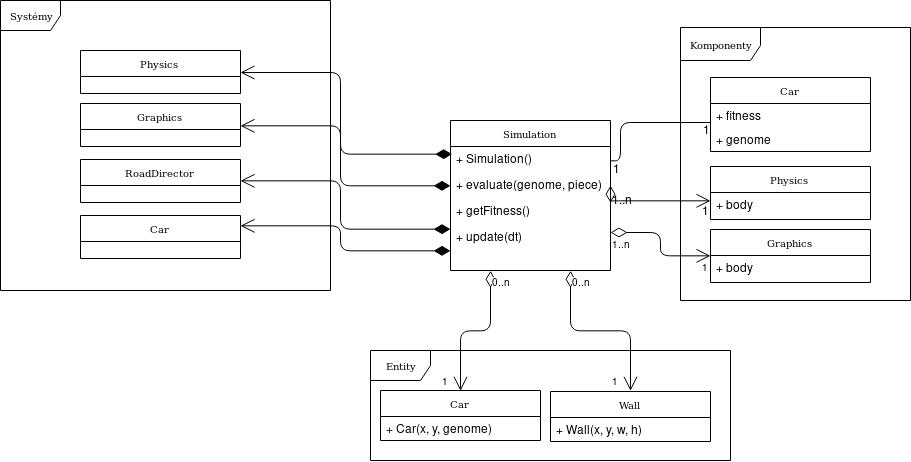 Systémy
Physics
Graphics
RoadDirector
Car
Simulation
+ Simulation()
+ evaluate(genome, piece)
+ getFitness()
+ update(dt)
Komponenty
Car
+ fitness
+ genome
Physics
+ body
Graphics
+ body
1
1
1..n
1
1..n
1
0..n
0..n
1
1
Entity
Car
+ Car(x, y, genome)
Wall
+ Wall(x, y, w, h)